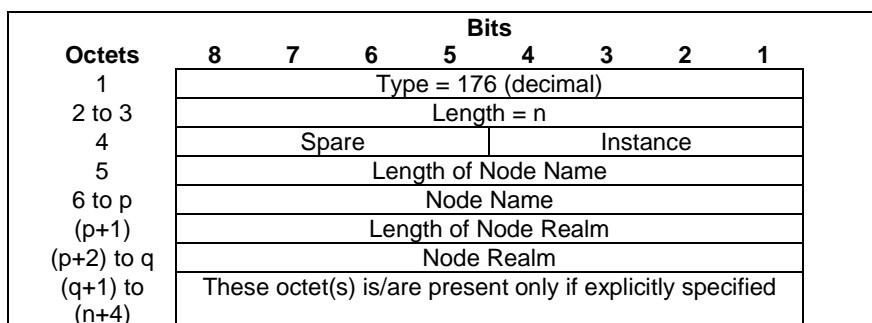 Bits
Octets 8 7 6 5 4 3 2 1
1 Type = 176 (decimal)
2 to 3 Length = n
4 Spare Instance
5 Length of Node Name
6 to p Node Name
(p+1) Length of Node Realm
(p+2) to q Node Realm
(q+1) to These octet(s) is/are present only if explicitly specified
(n+4)